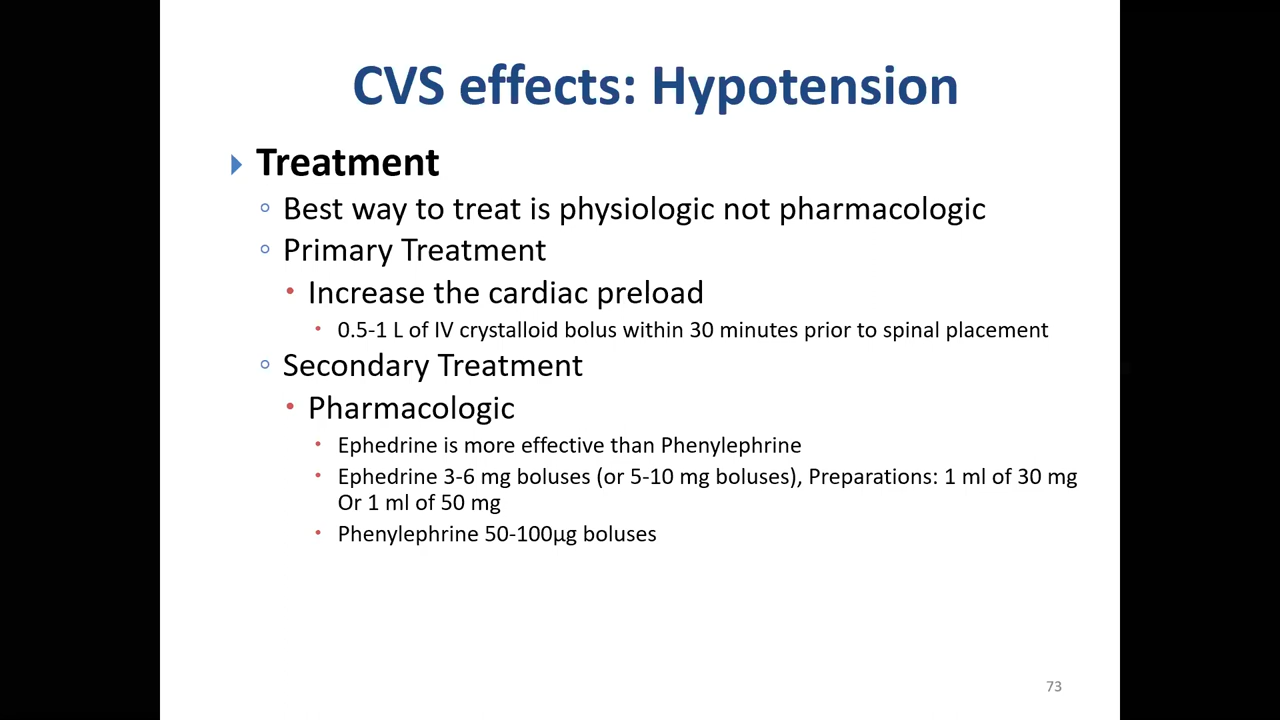 CVS effects: Hypotension
Treatment
Best way to treat is physiologic not pharmacologic
Primary Treatment
Increase the cardiac preload
0.5-1 L of IV crystalloid bolus within 30 minutes prior to spinal placement
Secondary Treatment
Pharmacologic
Ephedrine is more effective than Phenylephrine
Ephedrine 3-6 mg boluses (or 5-10 mg boluses), Preparations: 1 ml of 30 mg
Or 1 ml of 50 mg
Phenylephrine 50-100µg boluses
73